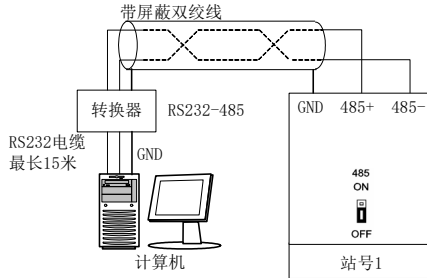 带屏蔽双绞线
转换器
RS232-485
GND 485+ 485-
RS232电缆
最长15米
GND
485
ON
OFF
计算机
站号1